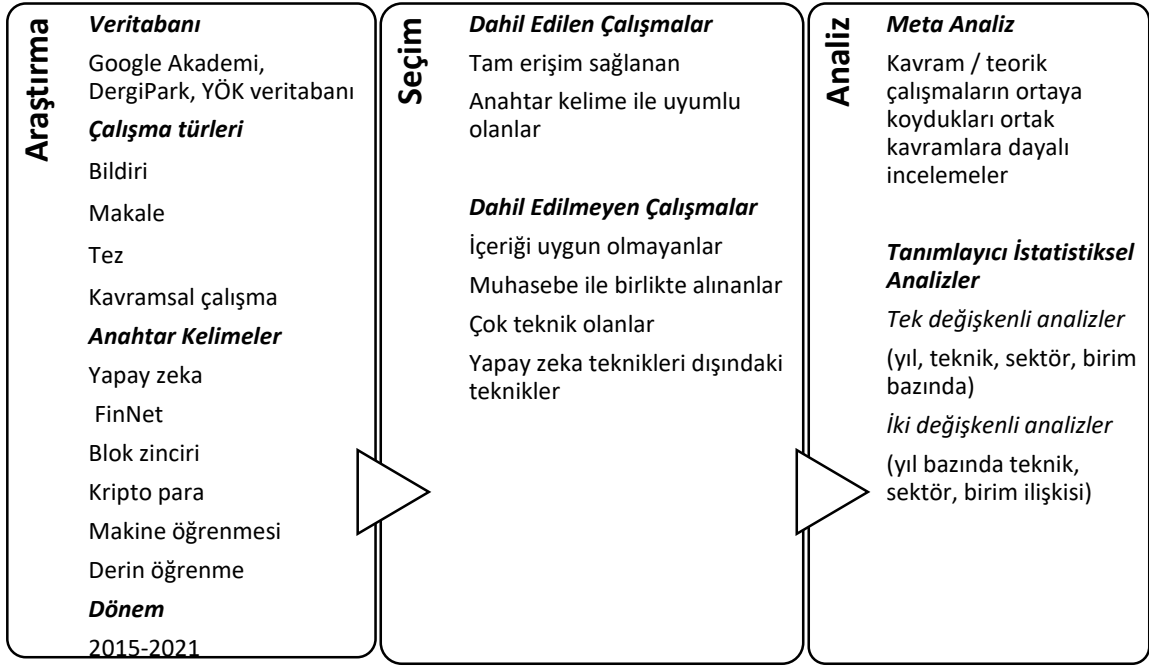 Araştırma
Veritabanı
Google Akademi,
DergiPark, YÖK veritabanı
Çalışma türleri
Bildiri
Makale
Tez
Kavramsal çalışma
Anahtar Kelimeler
Yapay zeka
FinNet
Blok zinciri
Kripto para
Makine öğrenmesi
Derin öğrenme
Dönem
2015-2021
Seçim
Dahil Edilen Çalışmalar
Tam erişim sağlanan
Anahtar kelime ile uyumlu
olanlar
Dahil Edilmeyen Çalışmalar
İçeriği uygun olmayanlar
Muhasebe ile birlikte alınanlar
Çok teknik olanlar
Yapay zeka teknikleri dışındaki
teknikler
Analiz
Meta Analiz
Kavram / teorik
çalışmaların ortaya
koydukları ortak
kavramlara dayalı
incelemeler
Tanımlayıcı İstatistiksel
Analizler
Tek değişkenli analizler
(yıl, teknik, sektör, birim
bazında)
İki değişkenli analizler
(yıl bazında teknik,
sektör, birim ilişkisi)